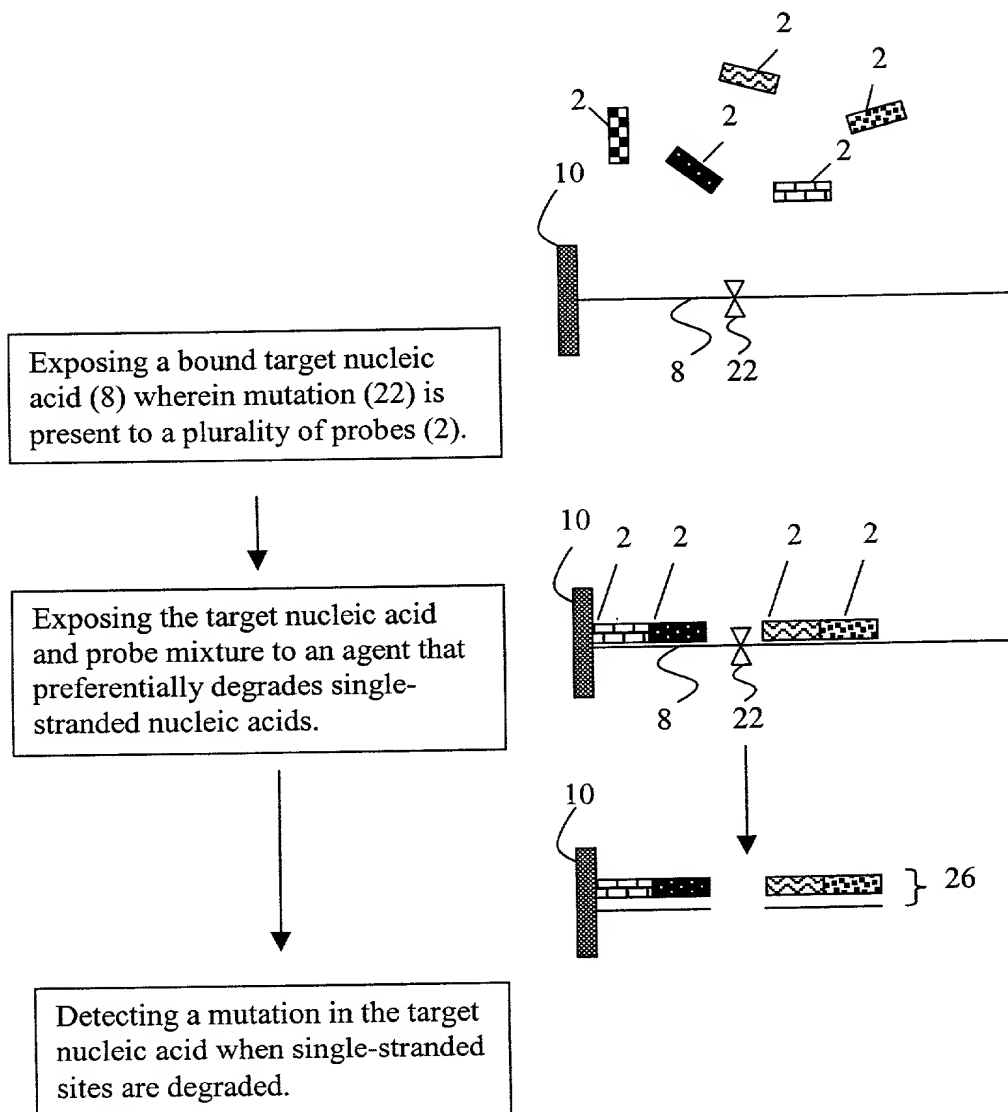 2
2
2
2
2
10
8
22
Exposing a bound target nucleic
acid (8) wherein mutation (22) is
present to a plurality of probes (2).
10
2
2
2
2
8
22
Exposing the target nucleic acid
and probe mixture to an agent that
preferentially degrades single-
stranded nucleic acids.
10
26
Detecting a mutation in the target
nucleic acid when single-stranded
sites are degraded.